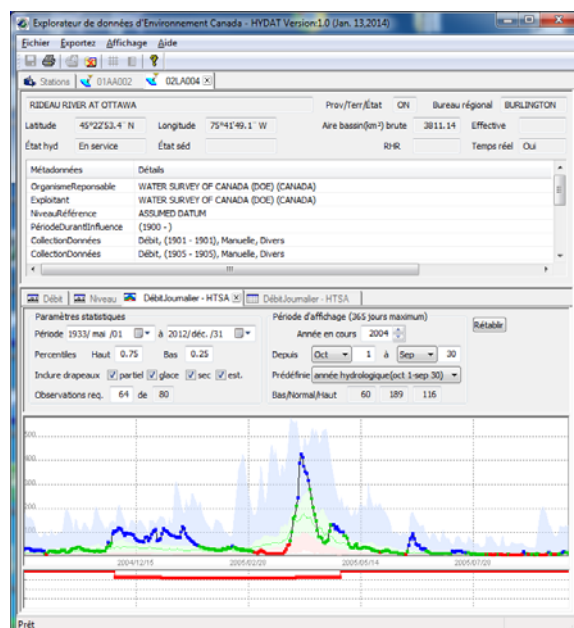 Explorateur de données d'Environnement Canada - HYDAT Version:1.0 (Jan. 13,2014)
Fichier Exportez Affichage Aide
Stations 01AA002 02LA004
RIDEAU RIVER AT OTTAWA Prov/Terr/État ON Bureau régional BURLINGTON
Latitude 45°22'53.4" N Longitude 75°41'49.1" W Aire bassin(km²) brute 3811.14 Effective
État hyd En service État séd RHR Temps réel Oui
Métadonnées Détails
OrganismeReponsable WATER SURVEY OF CANADA (DOE) (CANADA)
Exploitant WATER SURVEY OF CANADA (DOE) (CANADA)
NiveauRéférence ASSUMED DATUM
PériodeDurantInfluence (1900 - )
CollectionDonnées Débit, (1901 - 1901), Manuelle, Divers
CollectionDonnées Débit, (1905 - 1905), Manuelle, Divers
Débit Niveau DébitJournalier - HTSA DébitJournalier - HTSA
Paramètres statistiques Période d'affichage (365 jours maximum)
Période 1933/ mai /01 à 2012/ déc. /31 Année en cours 2004 Rétablir
Percentiles Haut 0.75 Bas 0.25 Depuis Oct 1 à Sep 30
Indure drapeaux partiel glace sec est. Prédéfinie année hydrologique(oct 1-sep 30)
Observations req. 64 de 80 Bas/Normal/Haut 60 189 116
2004/12/15 2005/02/20 2005/05/14 2005/07/20
Prêt